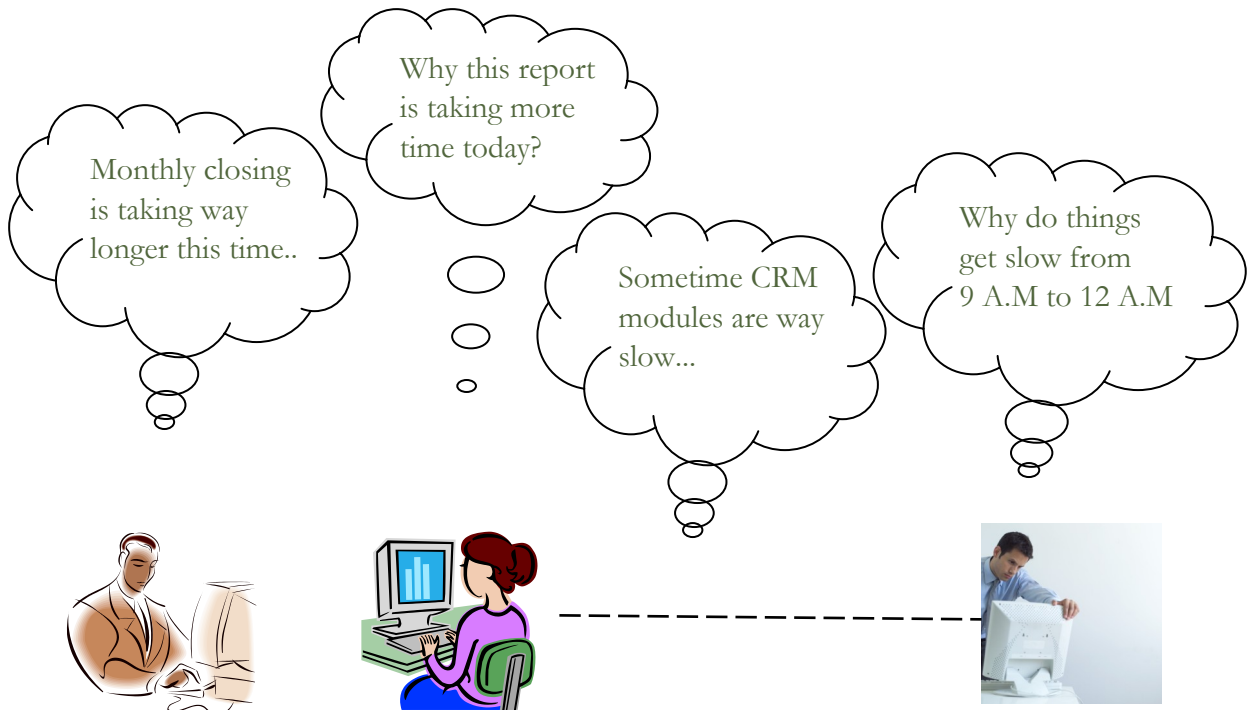 Monthly closing
is taking way
longer this time..
Why this report
is taking more
time today?
Sometime CRM
modules are way
slow...
Why do things
get slow from
9 A.M to 12 A.M